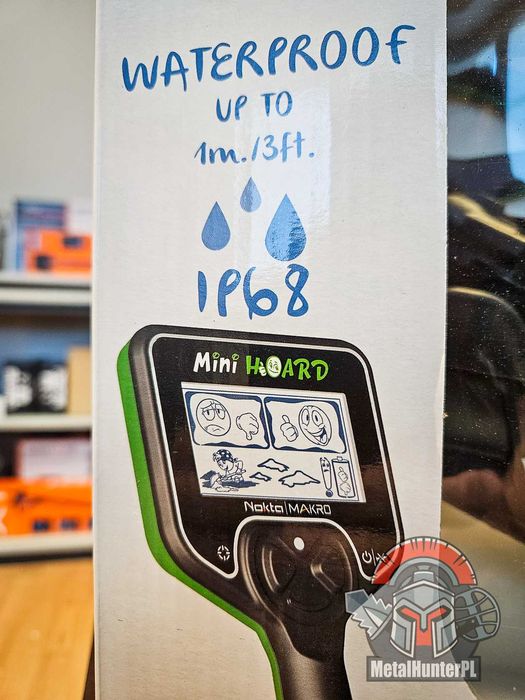 WATERPROOF
UP TO
1m./3ft.
IP68
Mini HOARD
Nokta|MAKRO
MetalHunterPL